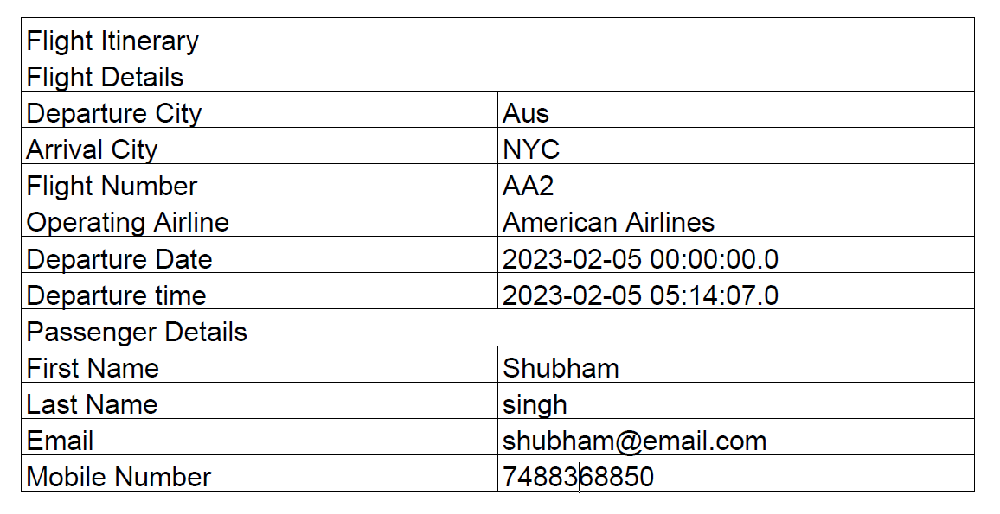 Flight Itinerary
Flight Details
Departure City Aus
Arrival City NYC
Flight Number AA2
Operating Airline American Airlines
Departure Date 2023-02-05 00:00:00.0
Departure time 2023-02-05 05:14:07.0
Passenger Details
First Name Shubham
Last Name singh
Email shubham@email.com
Mobile Number 7488368850